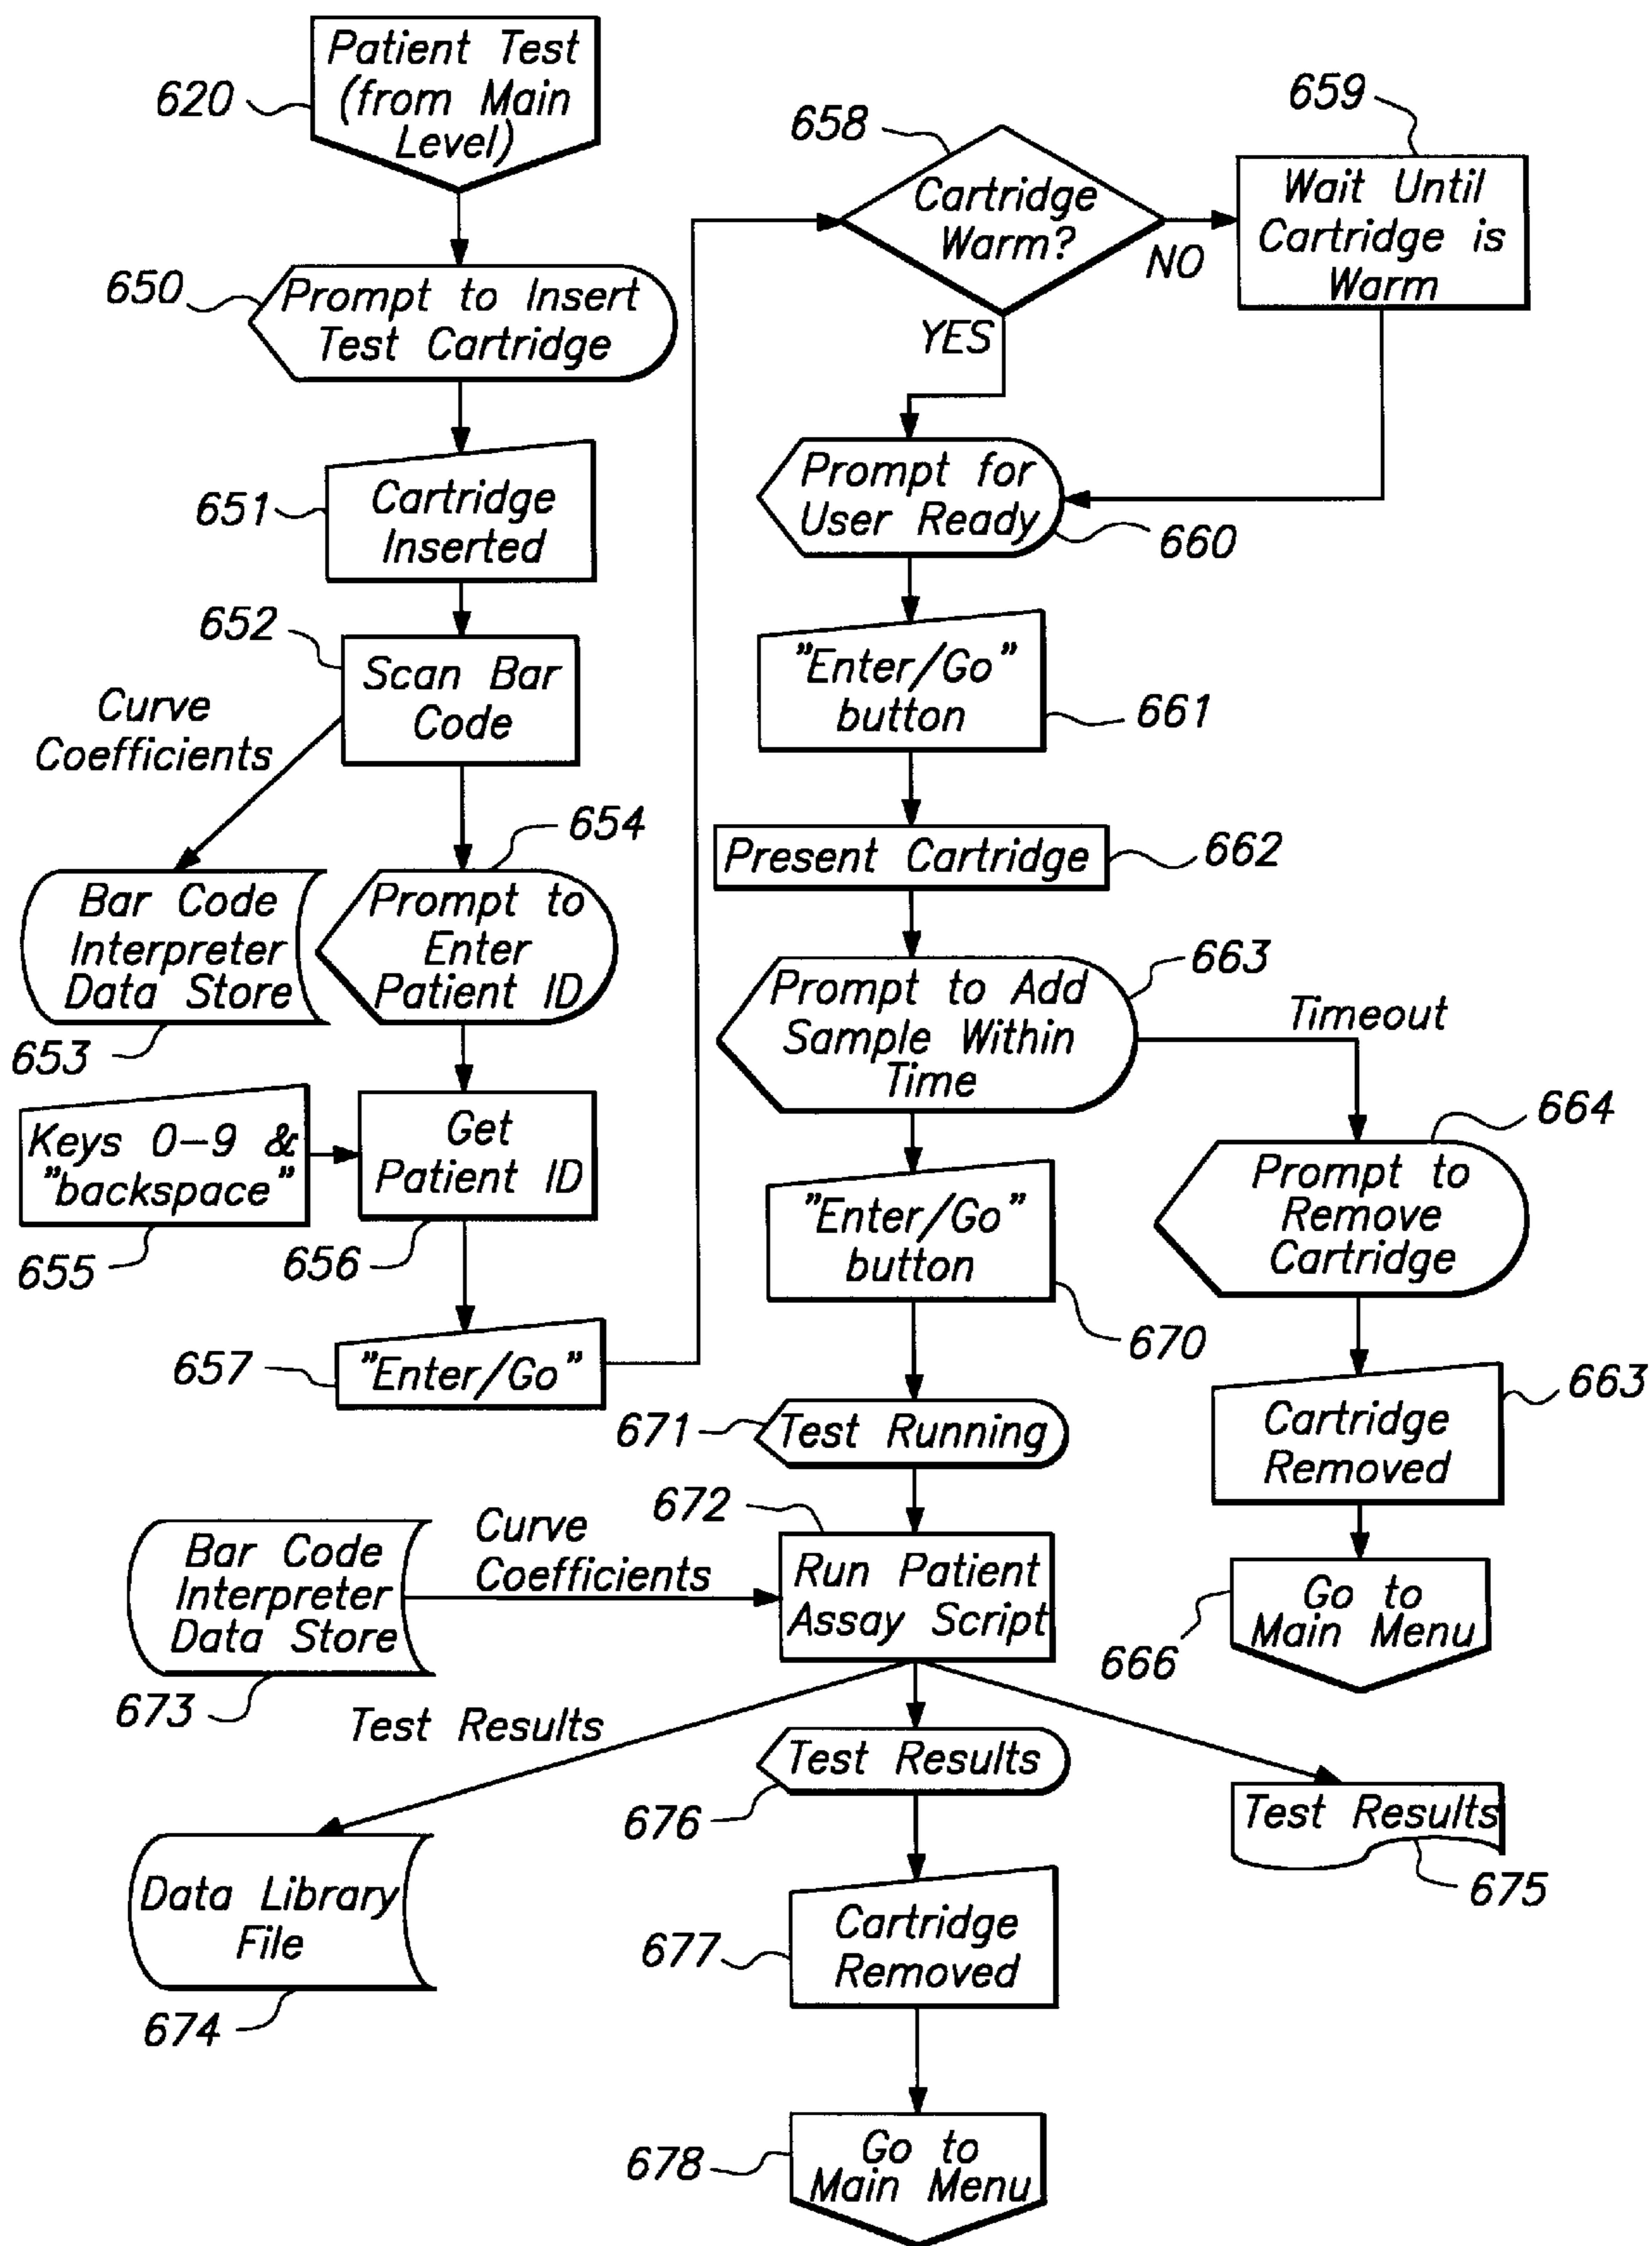 Patient Test
(from Main
Level)
620
650
Prompt to Insert
Test Cartridge
651
Cartridge
Inserted
652
Scan Bar
Code
Curve
Coefficients
Bar Code
Interpreter
Data Store
653
654
Prompt to
Enter
Patient ID
Keys 0-9 &
"backspace"
655
Get
Patient ID
656
657
"Enter/Go"
658
Cartridge
Warm?
NO
YES
659
Wait Until
Cartridge is
Warm
Prompt for
User Ready
660
"Enter/Go"
button
661
Present Cartridge
662
Prompt to Add
Sample Within
Time
663
Timeout
664
Prompt to
Remove
Cartridge
663
Cartridge
Removed
666
Go to
Main Menu
"Enter/Go"
button
670
671
Test Running
672
Run Patient
Assay Script
Bar Code
Interpreter
Data Store
673
Curve
Coefficients
Test Results
Data Library
File
674
Test Results
676
Test Results
675
677
Cartridge
Removed
678
Go to
Main Menu